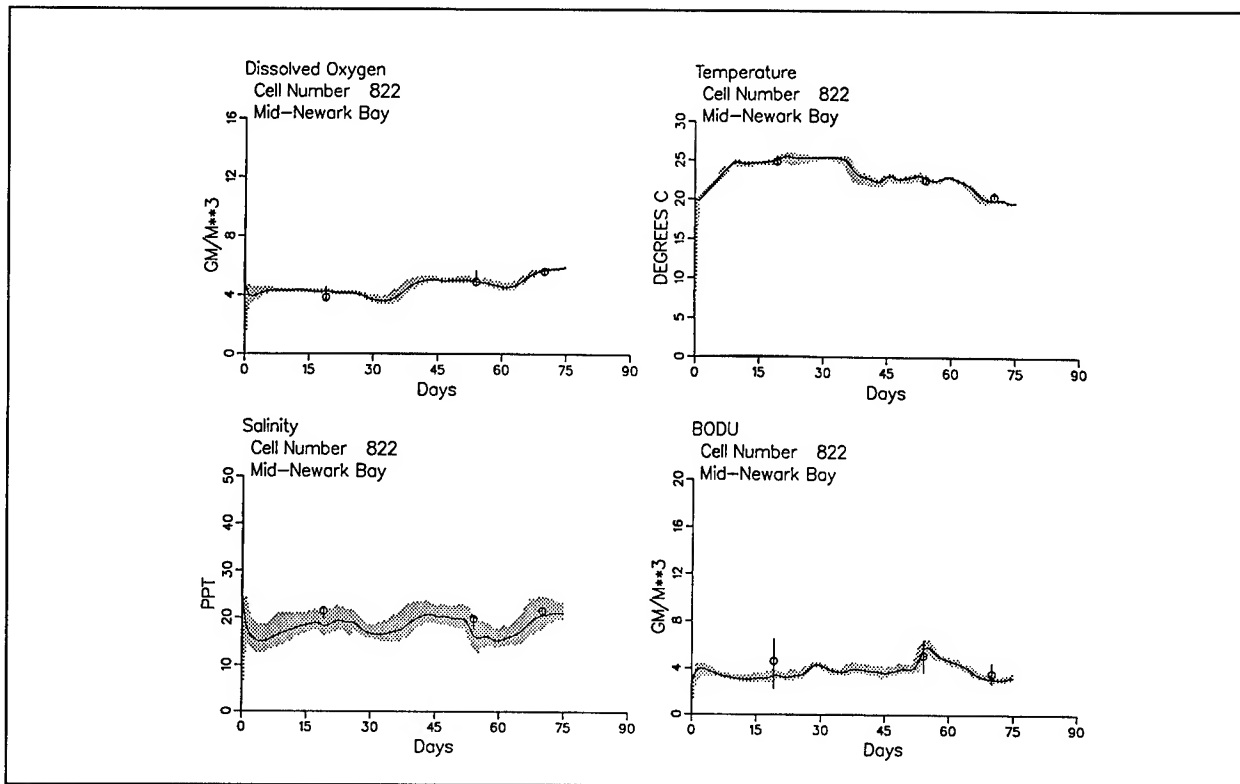 Dissolved Oxygen
Cell Number 822
Mid-Newark Bay
16
12
8
4
0
GM/M**3
0 15 30 45 60 75 90
Days
Temperature
Cell Number 822
Mid-Newark Bay
30
25
20
15
10
5
0
DEGREES C
0 15 30 45 60 75 90
Days
Salinity
Cell Number 822
Mid-Newark Bay
50
40
30
20
10
0
PPT
0 15 30 45 60 75 90
Days
BODU
Cell Number 822
Mid-Newark Bay
20
16
12
8
4
0
GM/M**3
0 15 30 45 60 75 90
Days